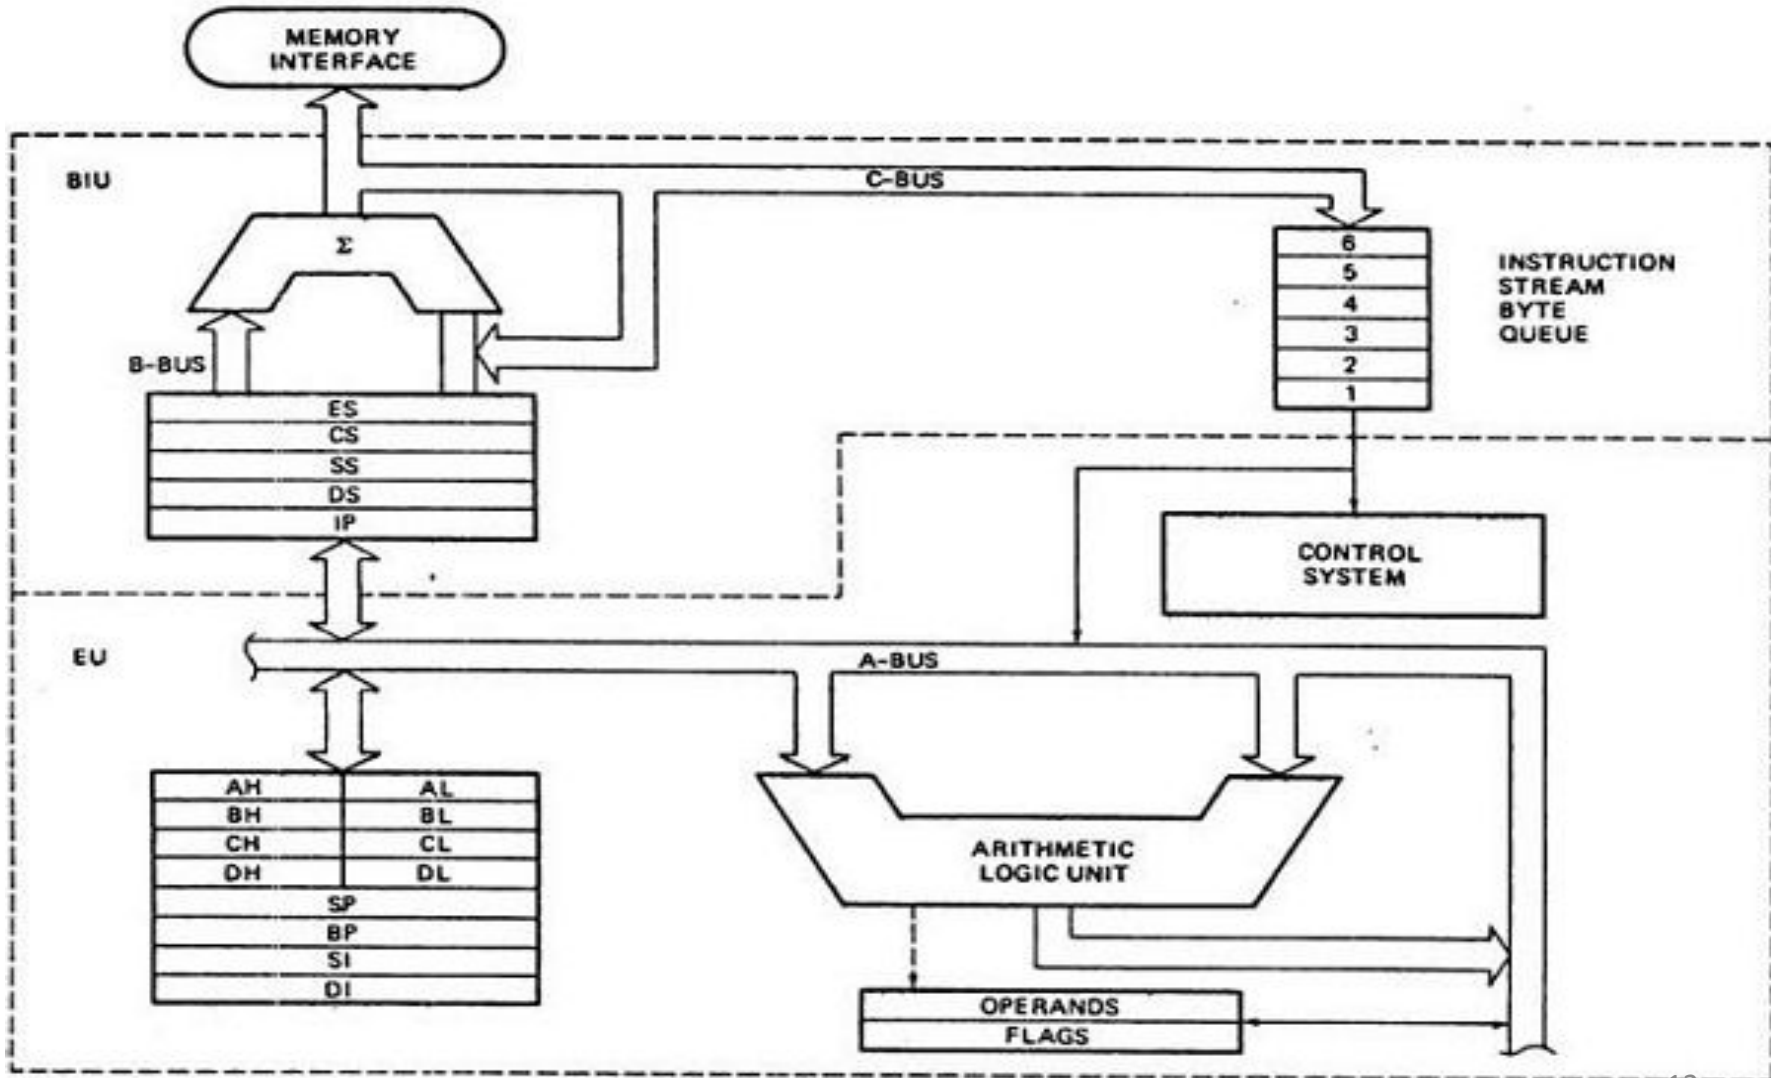 MEMORY
INTERFACE
BIU
C-BUS
Σ
6
5
4
3
2
1
INSTRUCTION
STREAM
BYTE
QUEUE
B-BUS
ES
CS
SS
DS
IP
CONTROL
SYSTEM
EU
A-BUS
AH AL
BH BL
CH CL
DH DL
SP
BP
SI
DI
ARITHMETIC
LOGIC UNIT
OPERANDS
FLAGS